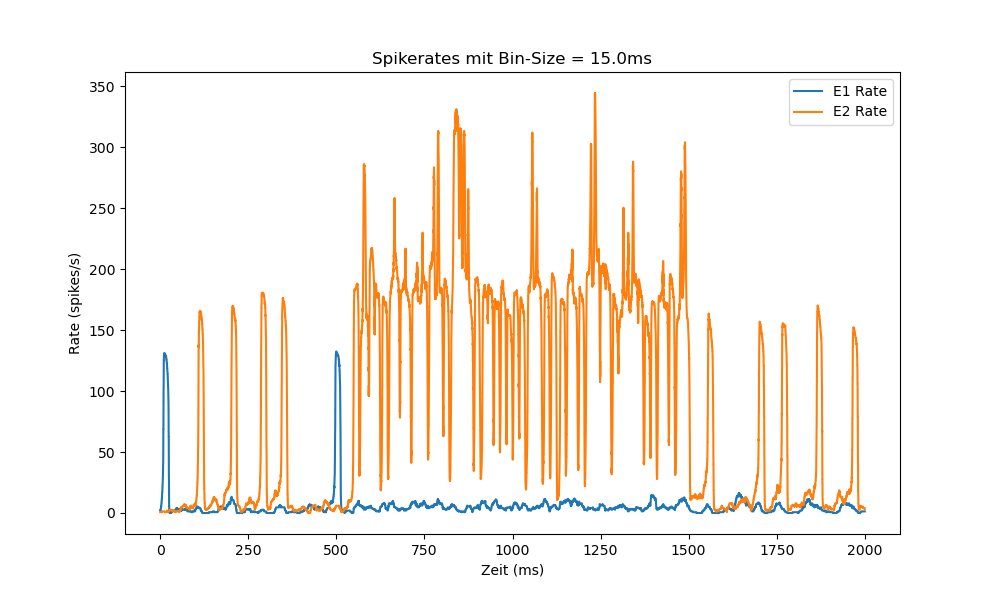 Spikerates mit Bin-Size = 15.0ms
E1 Rate
E2 Rate
Rate (spikes/s)
350
300
250
200
150
100
50
0
0 250 500 750 1000 1250 1500 1750 2000
Zeit (ms)